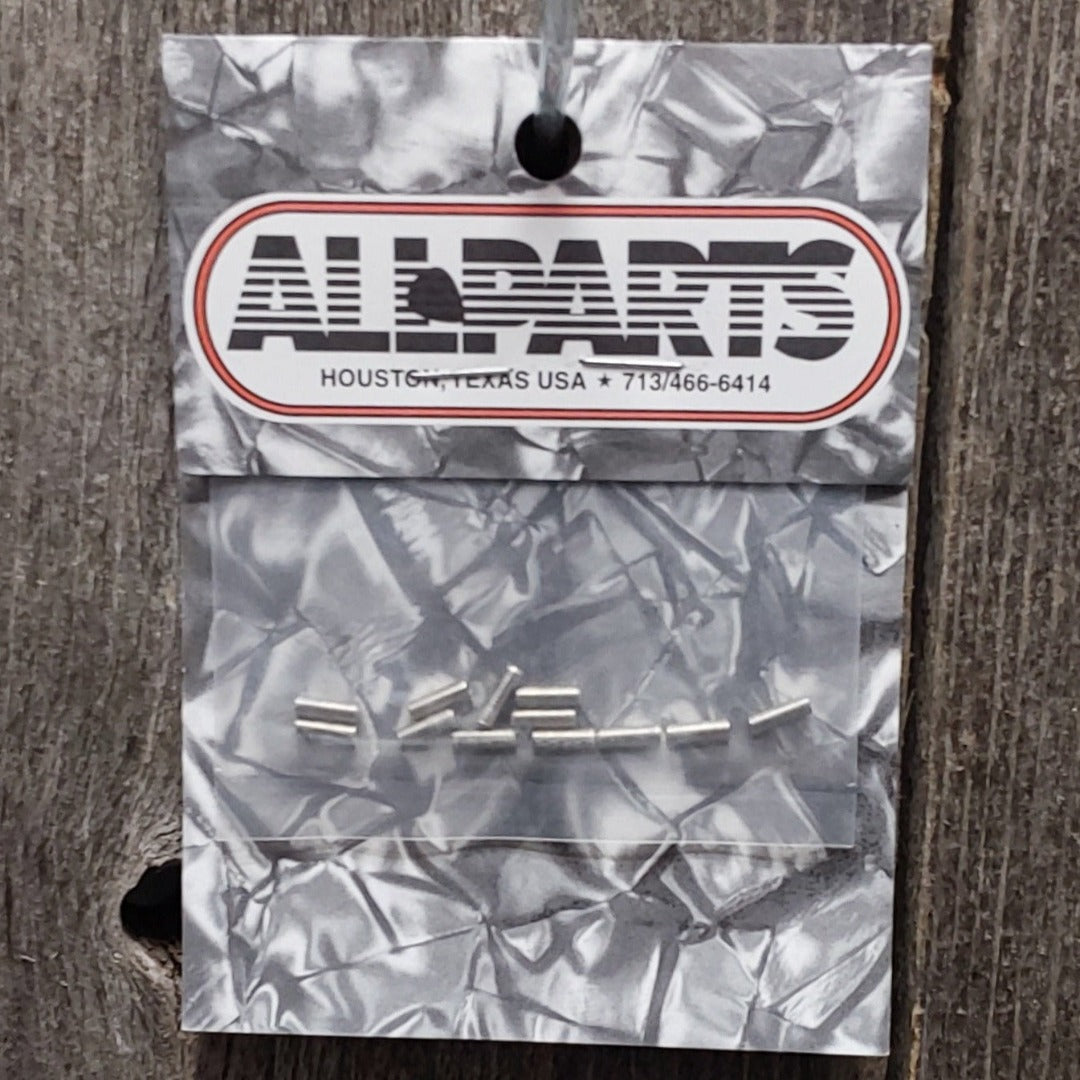 ALLPARTS
HOUSTON, TEXAS USA ★ 713/466-6414